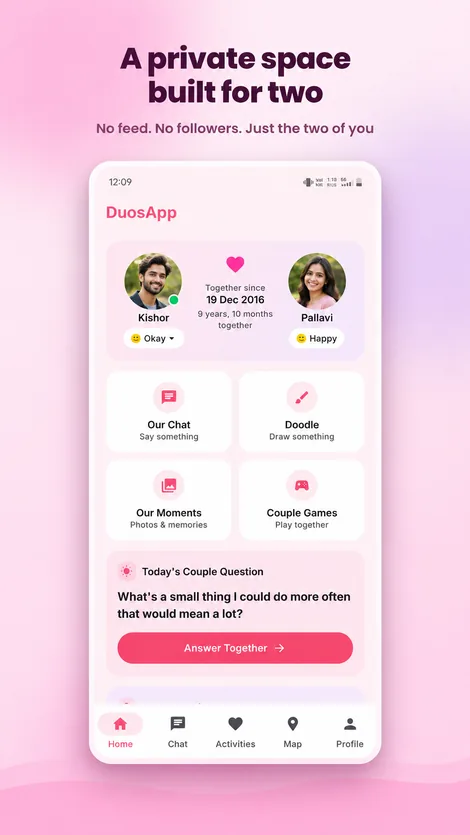 A private space
built for two
No feed. No followers. Just the two of you
12:09
DuosApp
Together since
19 Dec 2016
9 years, 10 months
together
Kishor
Pallavi
Okay
Happy
Our Chat
Say something
Doodle
Draw something
Our Moments
Photos & memories
Couple Games
Play together
Today's Couple Question
What's a small thing I could do more often
that would mean a lot?
Answer Together
Home
Chat
Activities
Map
Profile